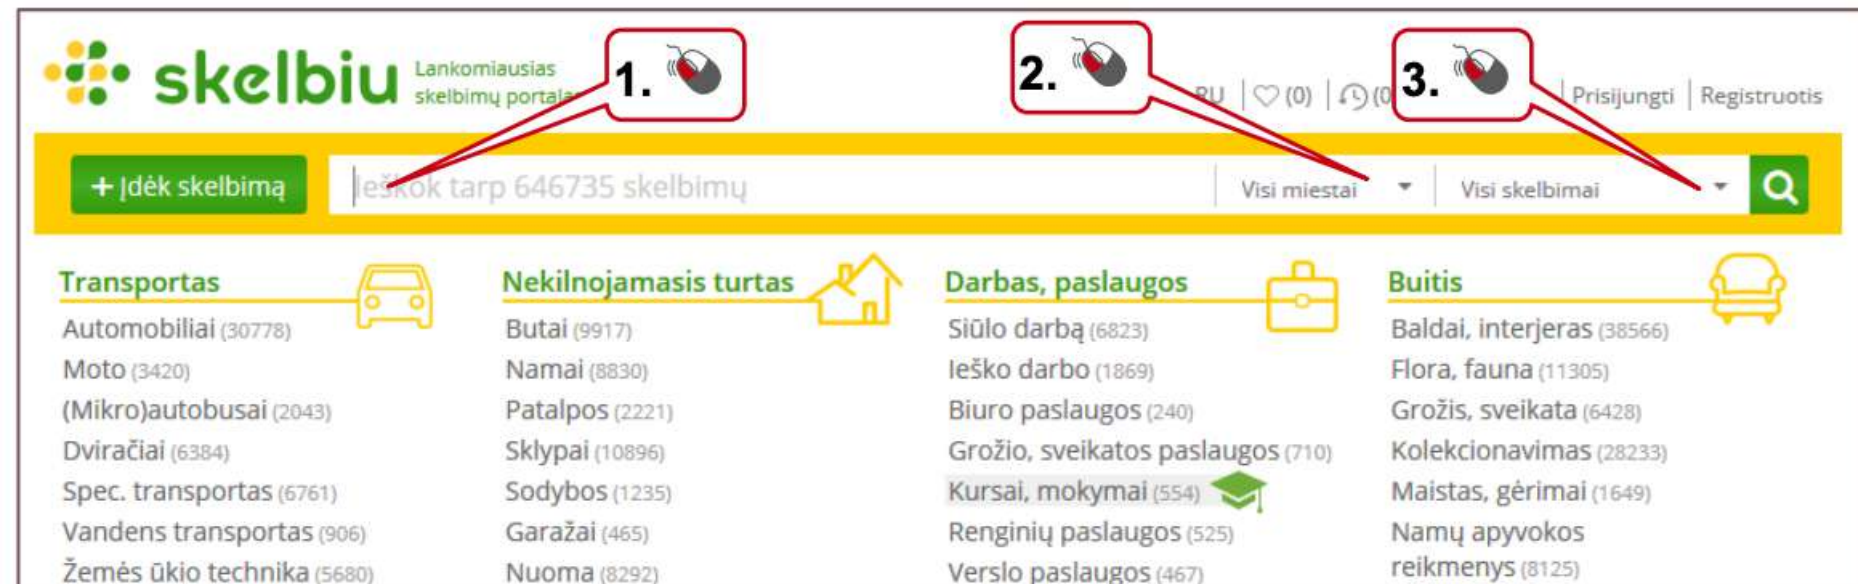 skelbiu
Lankomiausias
skelbimų portalas
1.
2.
3.
RU
(0)
(0
Prisijungti
Registruotis
+ Įdėk skelbimą
Ieškok tarp 646735 skelbimų
Visi miestai
Visi skelbimai
Transportas
Automobiliai (30778)
Moto (3420)
(Mikro)autobusai (2043)
Dviračiai (6384)
Spec. transportas (6761)
Vandens transportas (906)
Žemės ūkio technika (5680)
Nekilnojamasis turtas
Butai (9917)
Namai (8830)
Patalpos (2221)
Sklypai (10896)
Sodybos (1235)
Garažai (465)
Nuoma (8292)
Darbas, paslaugos
Siūlo darbą (6823)
Ieško darbo (1869)
Biuro paslaugos (240)
Grožio, sveikatos paslaugos (710)
Kursai, mokymai (554)
Renginių paslaugos (525)
Verslo paslaugos (467)
Buitis
Baldai, interjeras (38566)
Flora, fauna (11305)
Grožis, sveikata (6428)
Kolekcionavimas (28233)
Maistas, gėrimai (1649)
Namų apyvokos
reikmenys (8125)